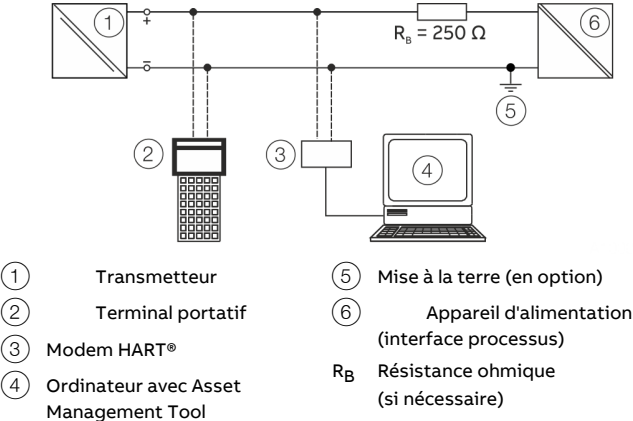 1
+
−
R_B = 250 Ω
6
5
2
3
4
1 Transmetteur
2 Terminal portatif
3 Modem HART®
4 Ordinateur avec Asset
Management Tool
5 Mise à la terre (en option)
6 Appareil d'alimentation
(interface processus)
R_B Résistance ohmique
(si nécessaire)